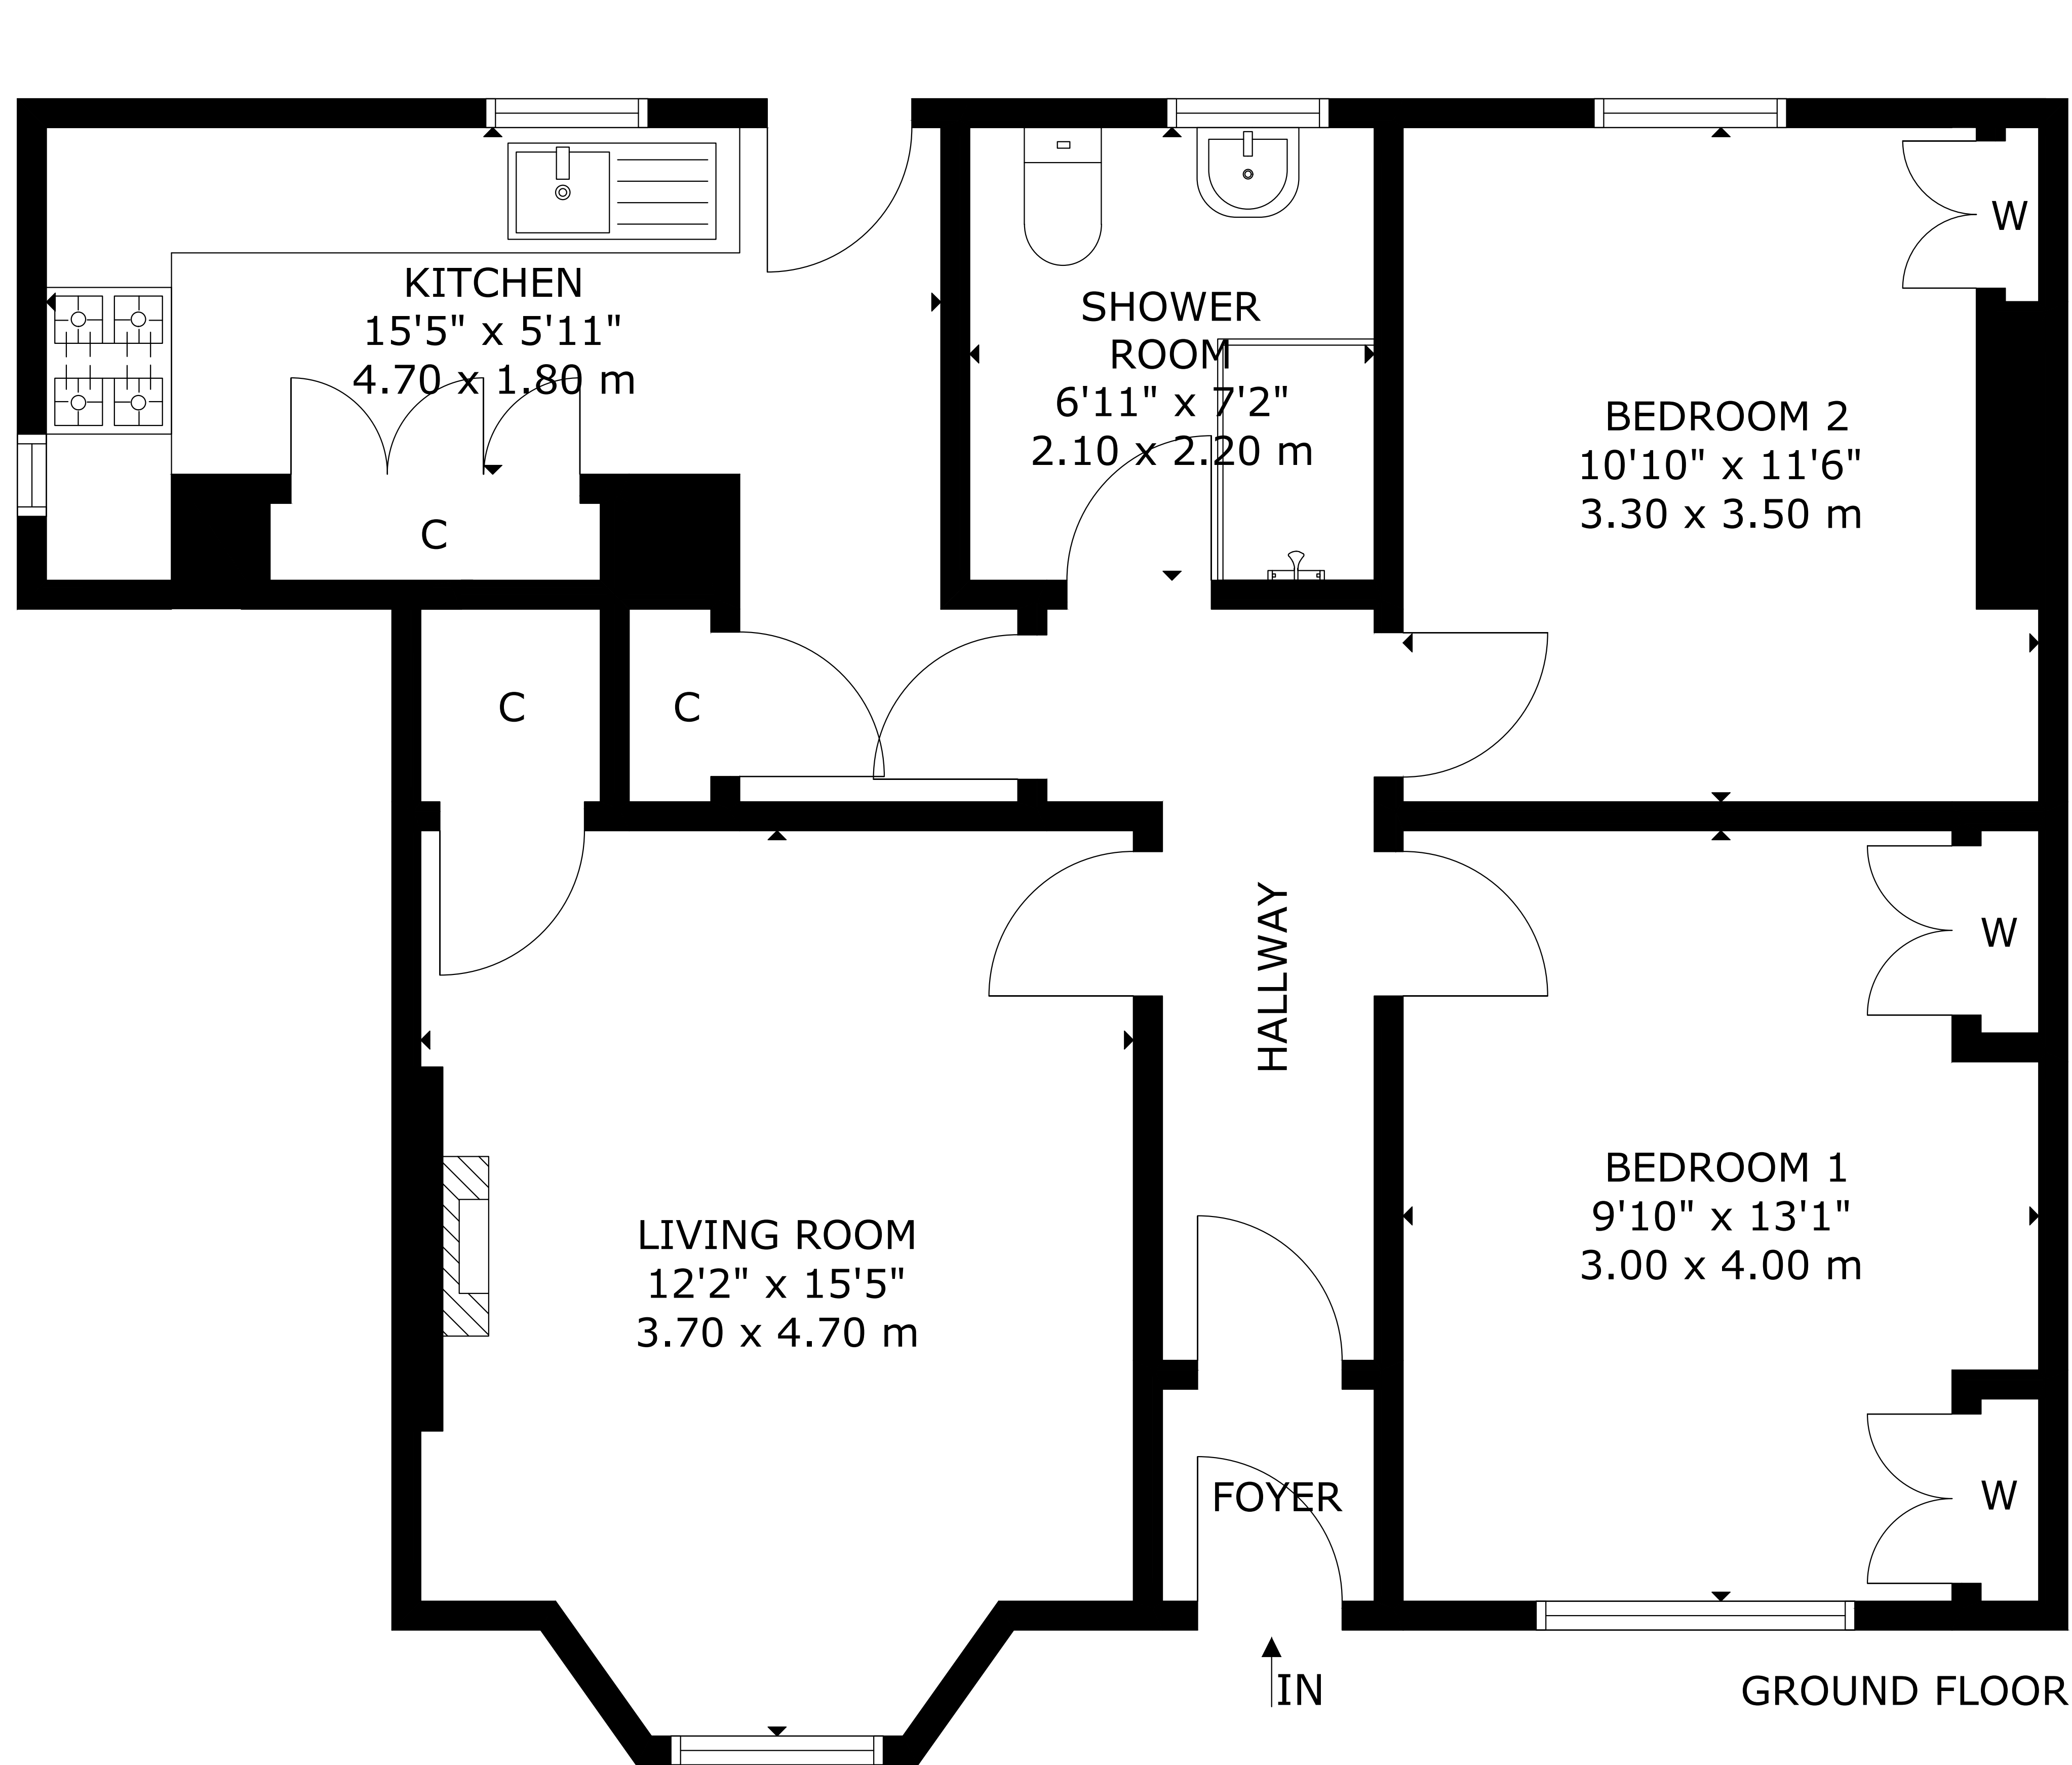 KITCHEN
15'5" x 5'11"
4.70 x 1.80 m
C
SHOWER
ROOM
6'11" x 7'2"
2.10 x 2.20 m
W
BEDROOM 2
10'10" x 11'6"
3.30 x 3.50 m
C
C
HALLWAY
W
BEDROOM 1
9'10" x 13'1"
3.00 x 4.00 m
LIVING ROOM
12'2" x 15'5"
3.70 x 4.70 m
FOYER
W
IN
GROUND FLOOR